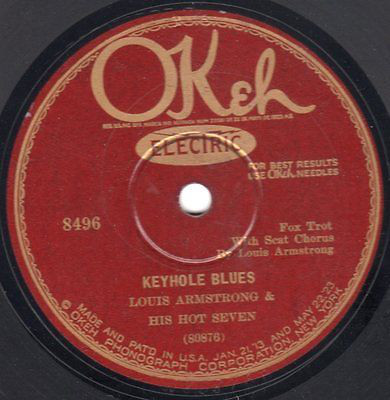 OKeh
ELECTRIC
FOR BEST RESULTS
USE OKeh NEEDLES
8496
Fox Trot
With Scat Chorus
By Louis Armstrong
KEYHOLE BLUES
LOUIS ARMSTRONG &
HIS HOT SEVEN
(80876)
MADE AND PAT'D IN U.S.A. JAN. 21, '13 AND MAY 22, '23
© OKEH PHONOGRAPH CORPORATION, NEW YORK